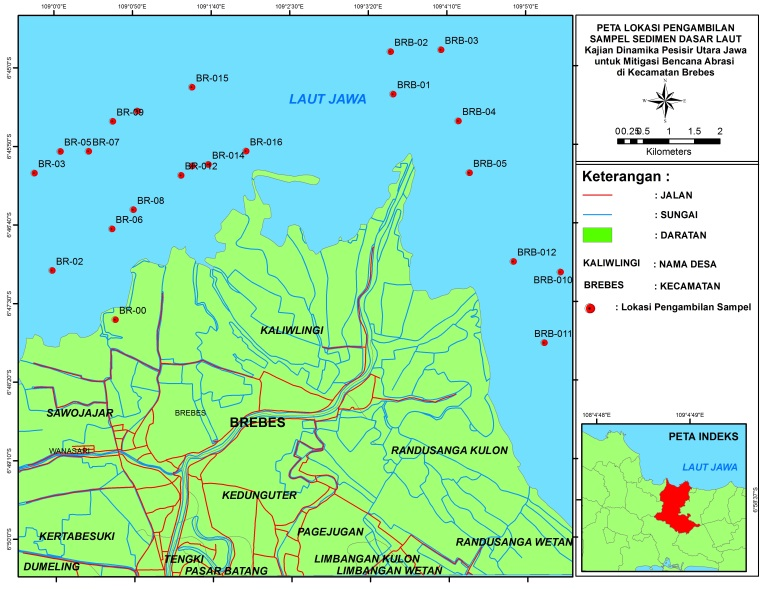 109°0'0"E 109°0'50"E 109°1'40"E 109°2'30"E 109°3'20"E 109°4'10"E 109°5'0"E
6°45'0"S
6°45'50"S
6°46'40"S
6°47'30"S
6°48'20"S
6°49'10"S
6°50'0"S
BRB-02
BRB-03
BR-015
BRB-01
LAUT JAWA
BR-09
BRB-04
BR-05
BR-07
BR-016
BR-014
BR-03
BR-012
BRB-05
BR-08
BR-06
BR-02
BRB-012
BRB-010
BR-00
KALIWLINGI
BRB-011
SAWOJAJAR
BREBES
BREBES
WANASARI
RANDUSANGA KULON
KEDUNGUTER
KERTABESUKI
PAGEJUGAN
RANDUSANGA WETAN
DUMELING
TENGKI
PASAR BATANG
LIMBANGAN KULON
LIMBANGAN WETAN
PETA LOKASI PENGAMBILAN
SAMPEL SEDIMEN DASAR LAUT
Kajian Dinamika Pesisir Utara Jawa
untuk Mitigasi Bencana Abrasi
di Kecamatan Brebes
N
W E
S
0 0.25 0.5 1 1.5 2
Kilometers
Keterangan :
: JALAN
: SUNGAI
: DARATAN
KALIWLINGI : NAMA DESA
BREBES : KECAMATAN
: Lokasi Pengambilan Sampel
109°4'49"E
PETA INDEKS
LAUT JAWA